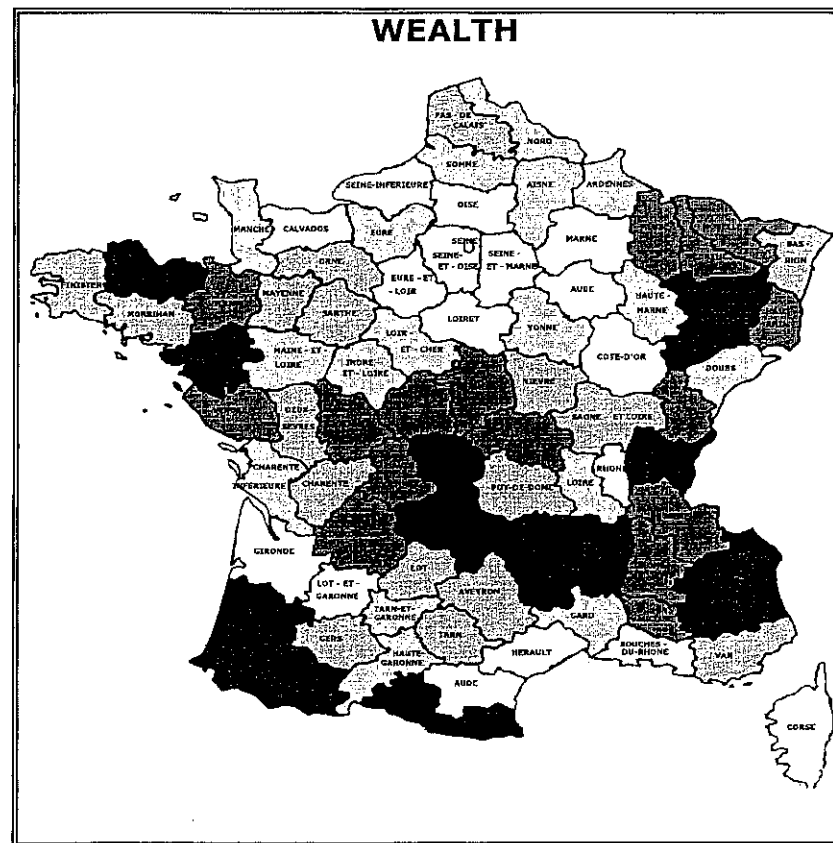 WEALTH
PAS - DE
CALAIS
NORD
SOMME
SEINE-INFERIEURE
AISNE
ARDENNES
OISE
MANCHE
CALVADOS
EURE
SEINE
SEINE-
ET-OISE
SEINE -
ET-MARNE
MARNE
BAS -
RHIN
ORNE
FINISTERE
EURE - ET
- LOIR
AUBE
HAUTE -
MARNE
MAYENNE
SARTHE
MORBIHAN
LOIRET
YONNE
LOIR
ET - CHER
MAINE - ET
LOIRE
INDRE
ET - LOIRE
COTE-D'OR
DOUBS
NIEVRE
DEUX
SEVRES
SAONE - ET LOIRE
CHARENTE
INFERIEURE
CHARENTE
PUY-DE-DOME
LOIRE
RHONE
GIRONDE
LOT
LOT - ET -
GARONNE
AVEYRON
TARN-ET-
GARONNE
GARD
GERS
TARN
HAUTE-
GARONNE
HERAULT
BOUCHES -
DU-RHONE
VAR
AUDE
CORSE